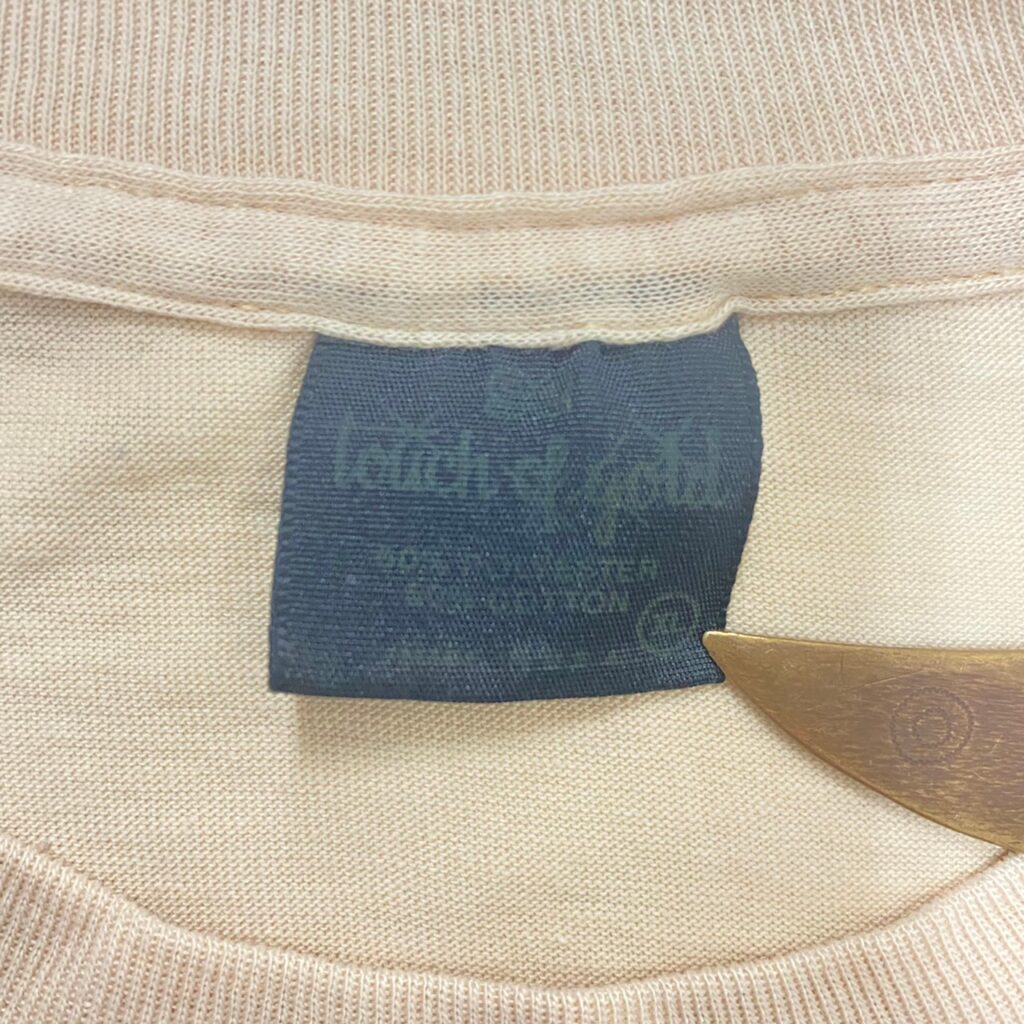 touch of gold
50% POLYESTER
50% COTTON
XL